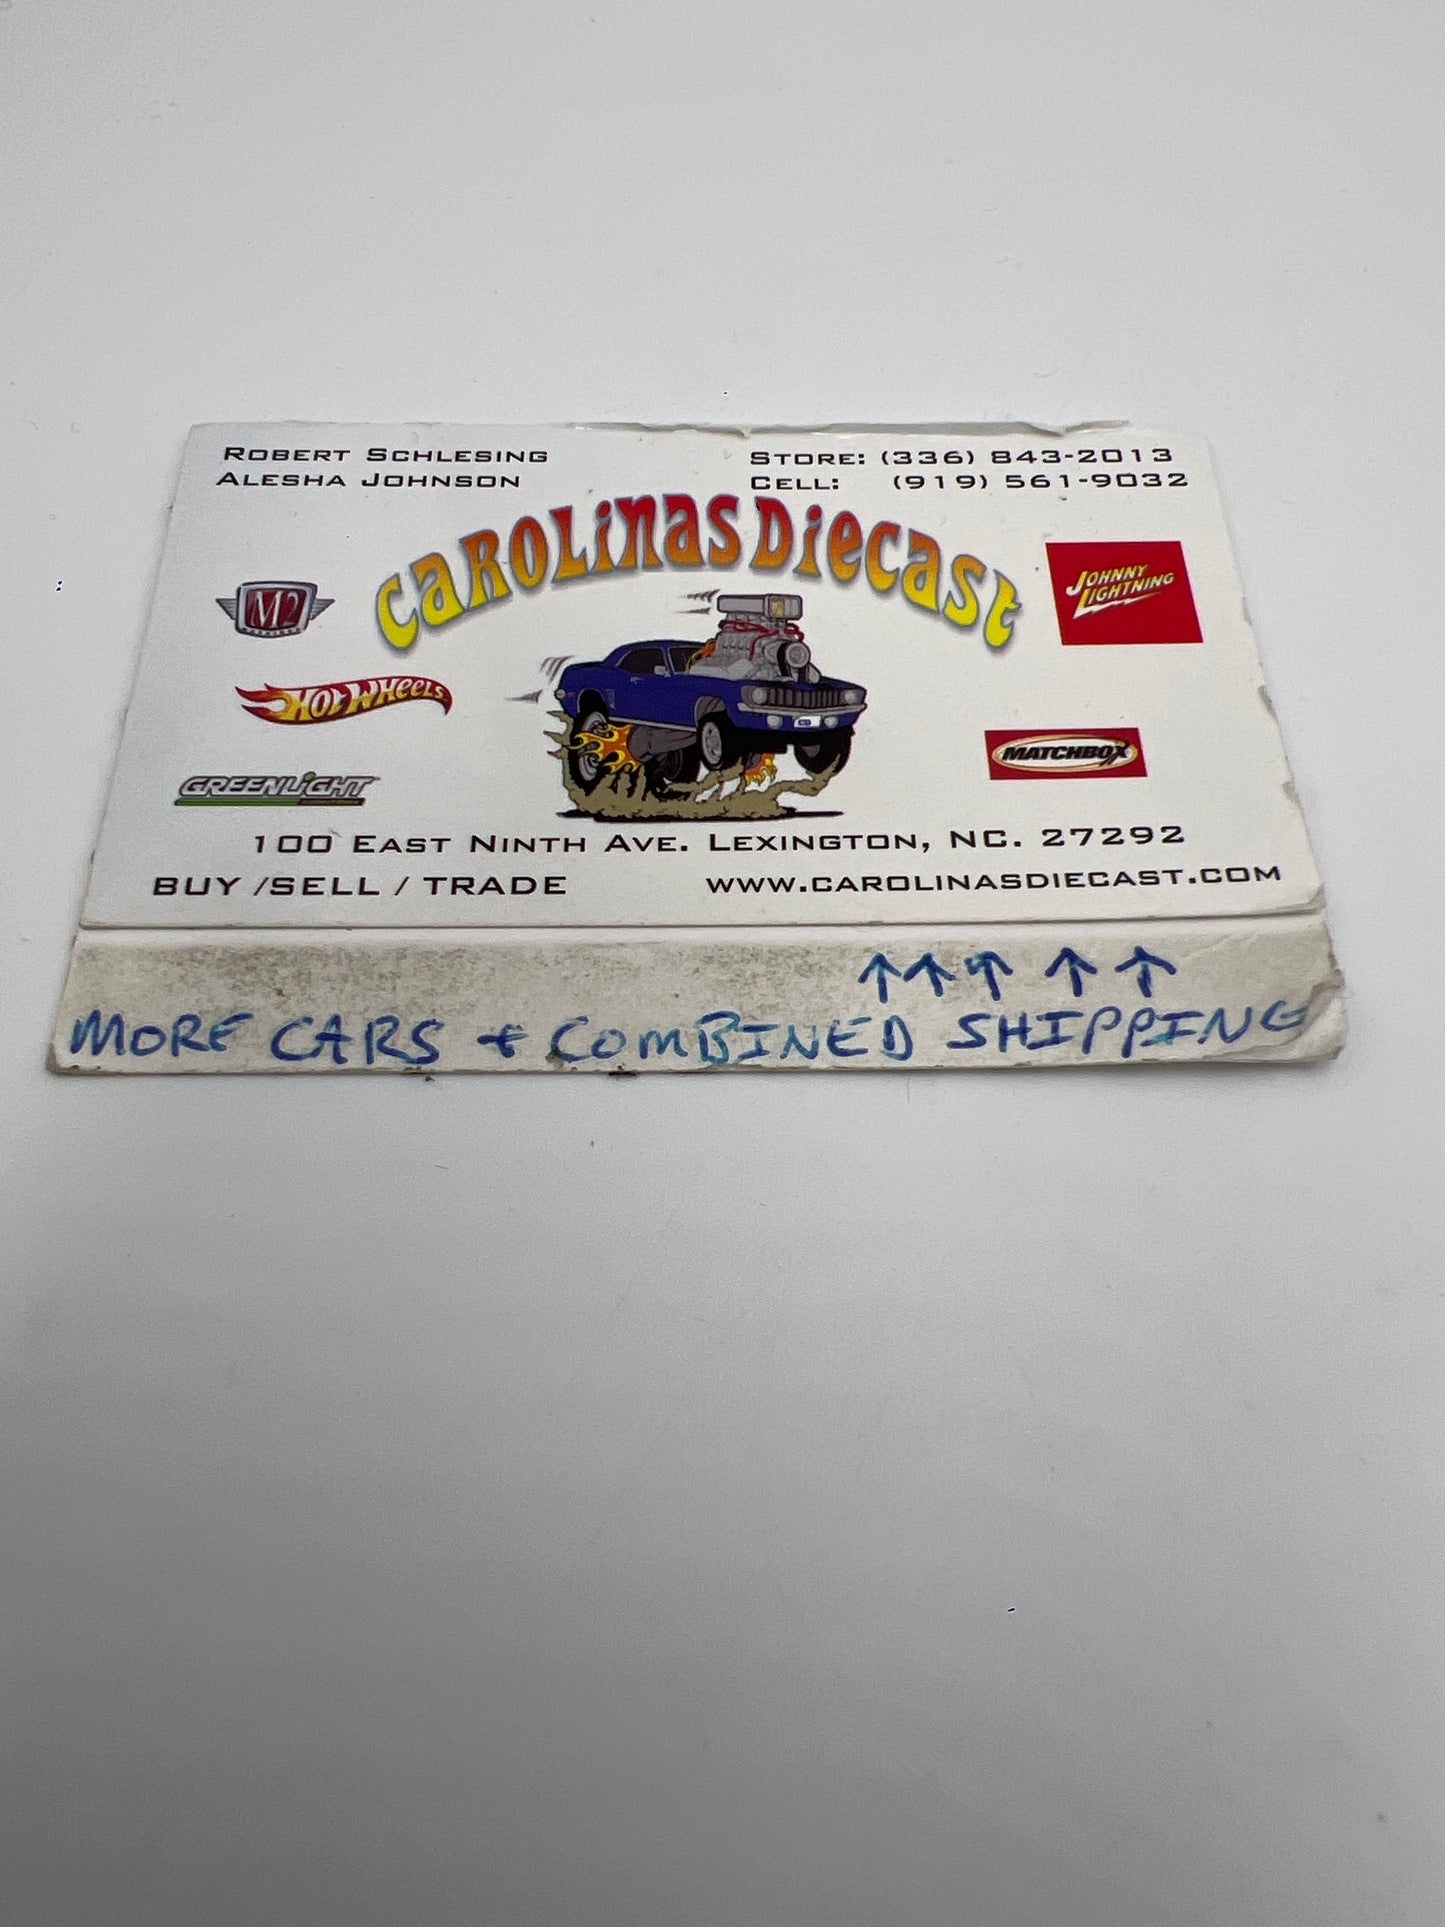 ROBERT SCHLESING
ALESHA JOHNSON
STORE: (336) 843-2013
CELL: (919) 561-9032
CAROLINAS DIECAST
M2
JOHNNY LIGHTNING
HOT WHEELS
MATCHBOX
GREENLIGHT
100 EAST NINTH AVE. LEXINGTON, NC. 27292
BUY /SELL / TRADE
WWW.CAROLINASDIECAST.COM
↑ ↑ ↑ ↑ ↑
MORE CARS + COMBINED SHIPPING